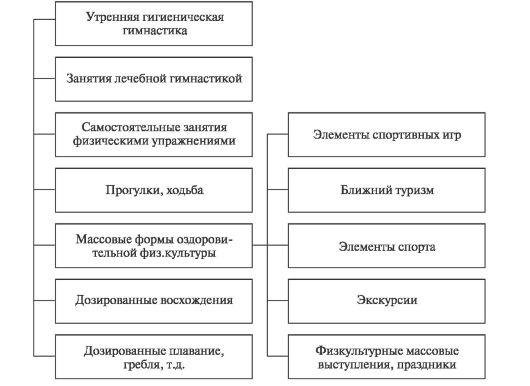 Утренняя гигиеническая
гимнастика
Занятия лечебной гимнастикой
Самостоятельные занятия
физическими упражнениями
Прогулки, ходьба
Массовые формы оздорови-
тельной физ.культуры
Дозированные восхождения
Дозированные плавание,
гребля, т.д.
Элементы спортивных игр
Ближний туризм
Элементы спорта
Экскурсии
Физкультурные массовые
выступления, праздники